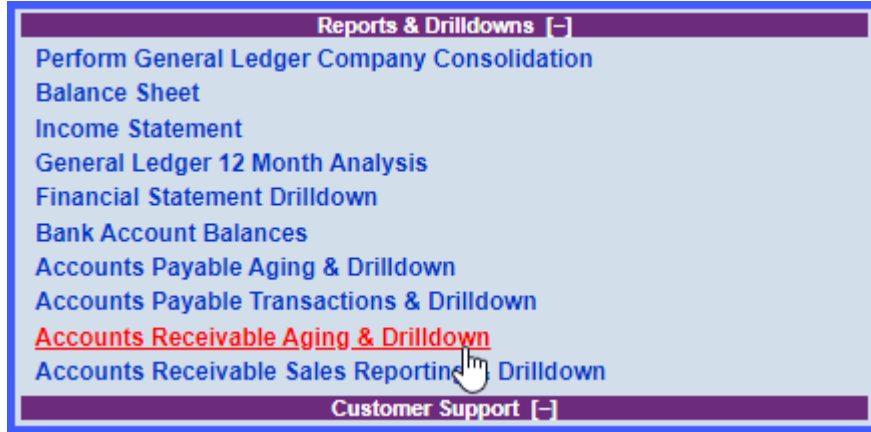 Reports & Drilldowns [–]
Perform General Ledger Company Consolidation
Balance Sheet
Income Statement
General Ledger 12 Month Analysis
Financial Statement Drilldown
Bank Account Balances
Accounts Payable Aging & Drilldown
Accounts Payable Transactions & Drilldown
Accounts Receivable Aging & Drilldown
Accounts Receivable Sales Reporting Drilldown
Customer Support [–]